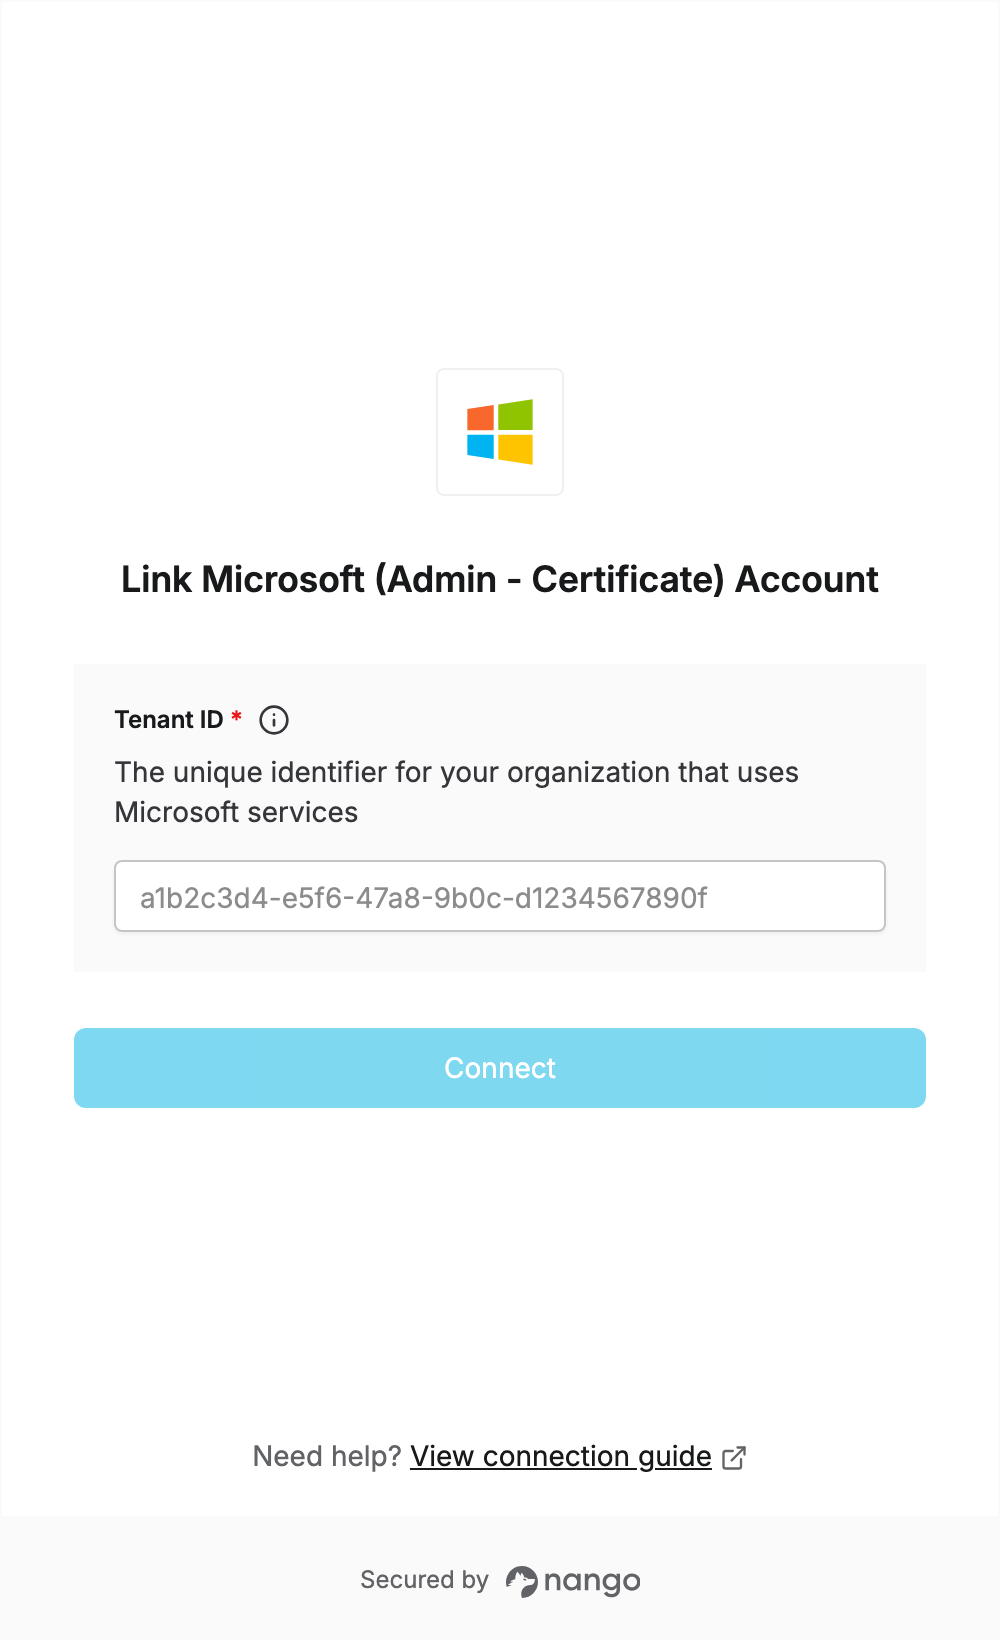 Link Microsoft (Admin - Certificate) Account
Tenant ID *
The unique identifier for your organization that uses
Microsoft services
a1b2c3d4-e5f6-47a8-9b0c-d1234567890f
Connect
Need help? View connection guide
Secured by nango